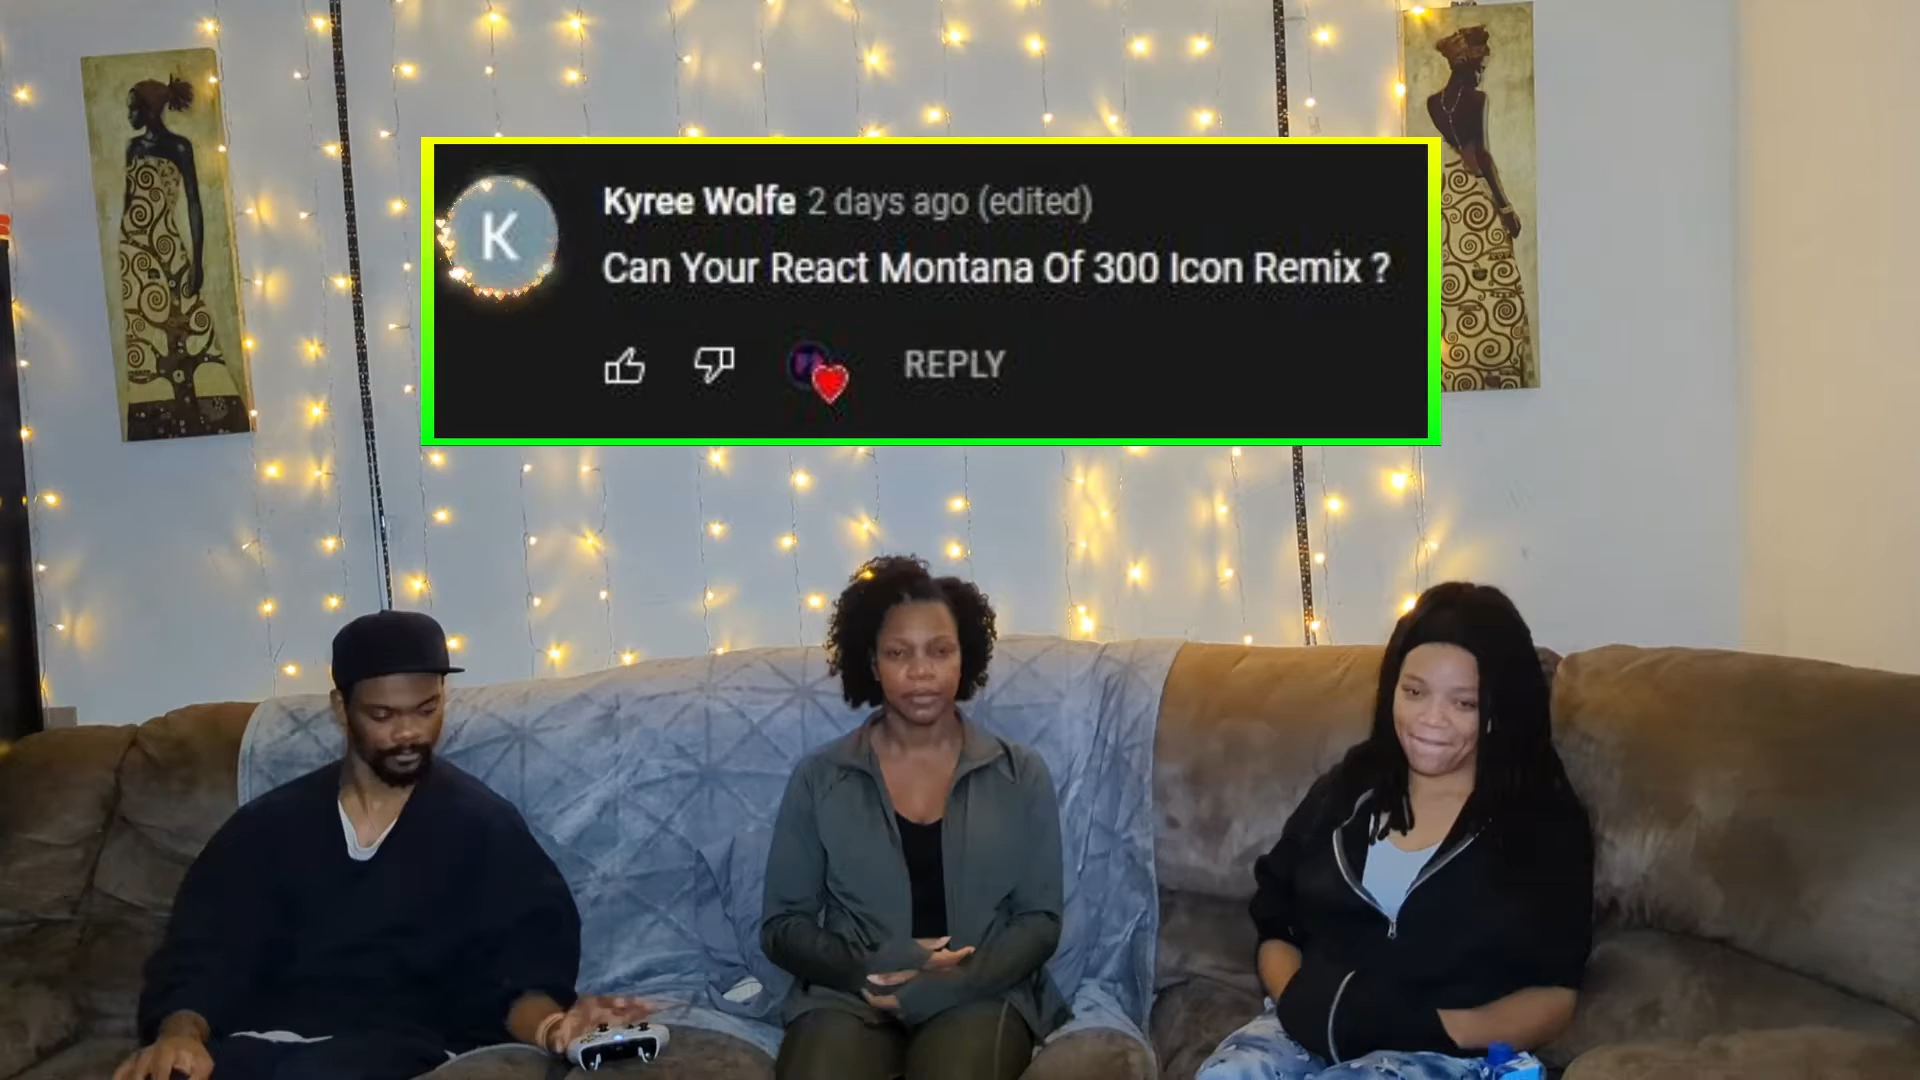 K
Kyree Wolfe 2 days ago (edited)
Can Your React Montana Of 300 Icon Remix ?
REPLY